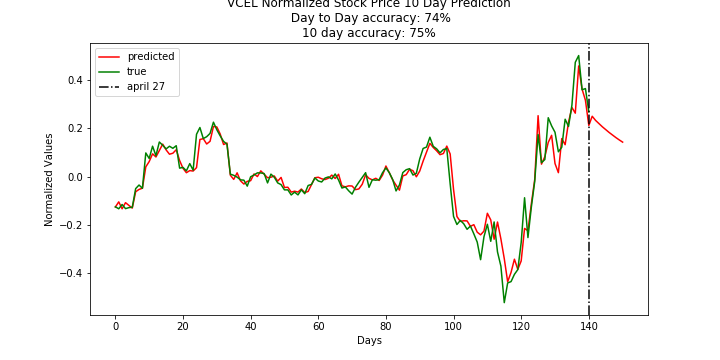 VCEL Normalized Stock Price 10 Day Prediction
Day to Day accuracy: 74%
10 day accuracy: 75%
predicted
true
april 27
Normalized Values
0.4
0.2
0.0
−0.2
−0.4
0
20
40
60
80
100
120
140
Days